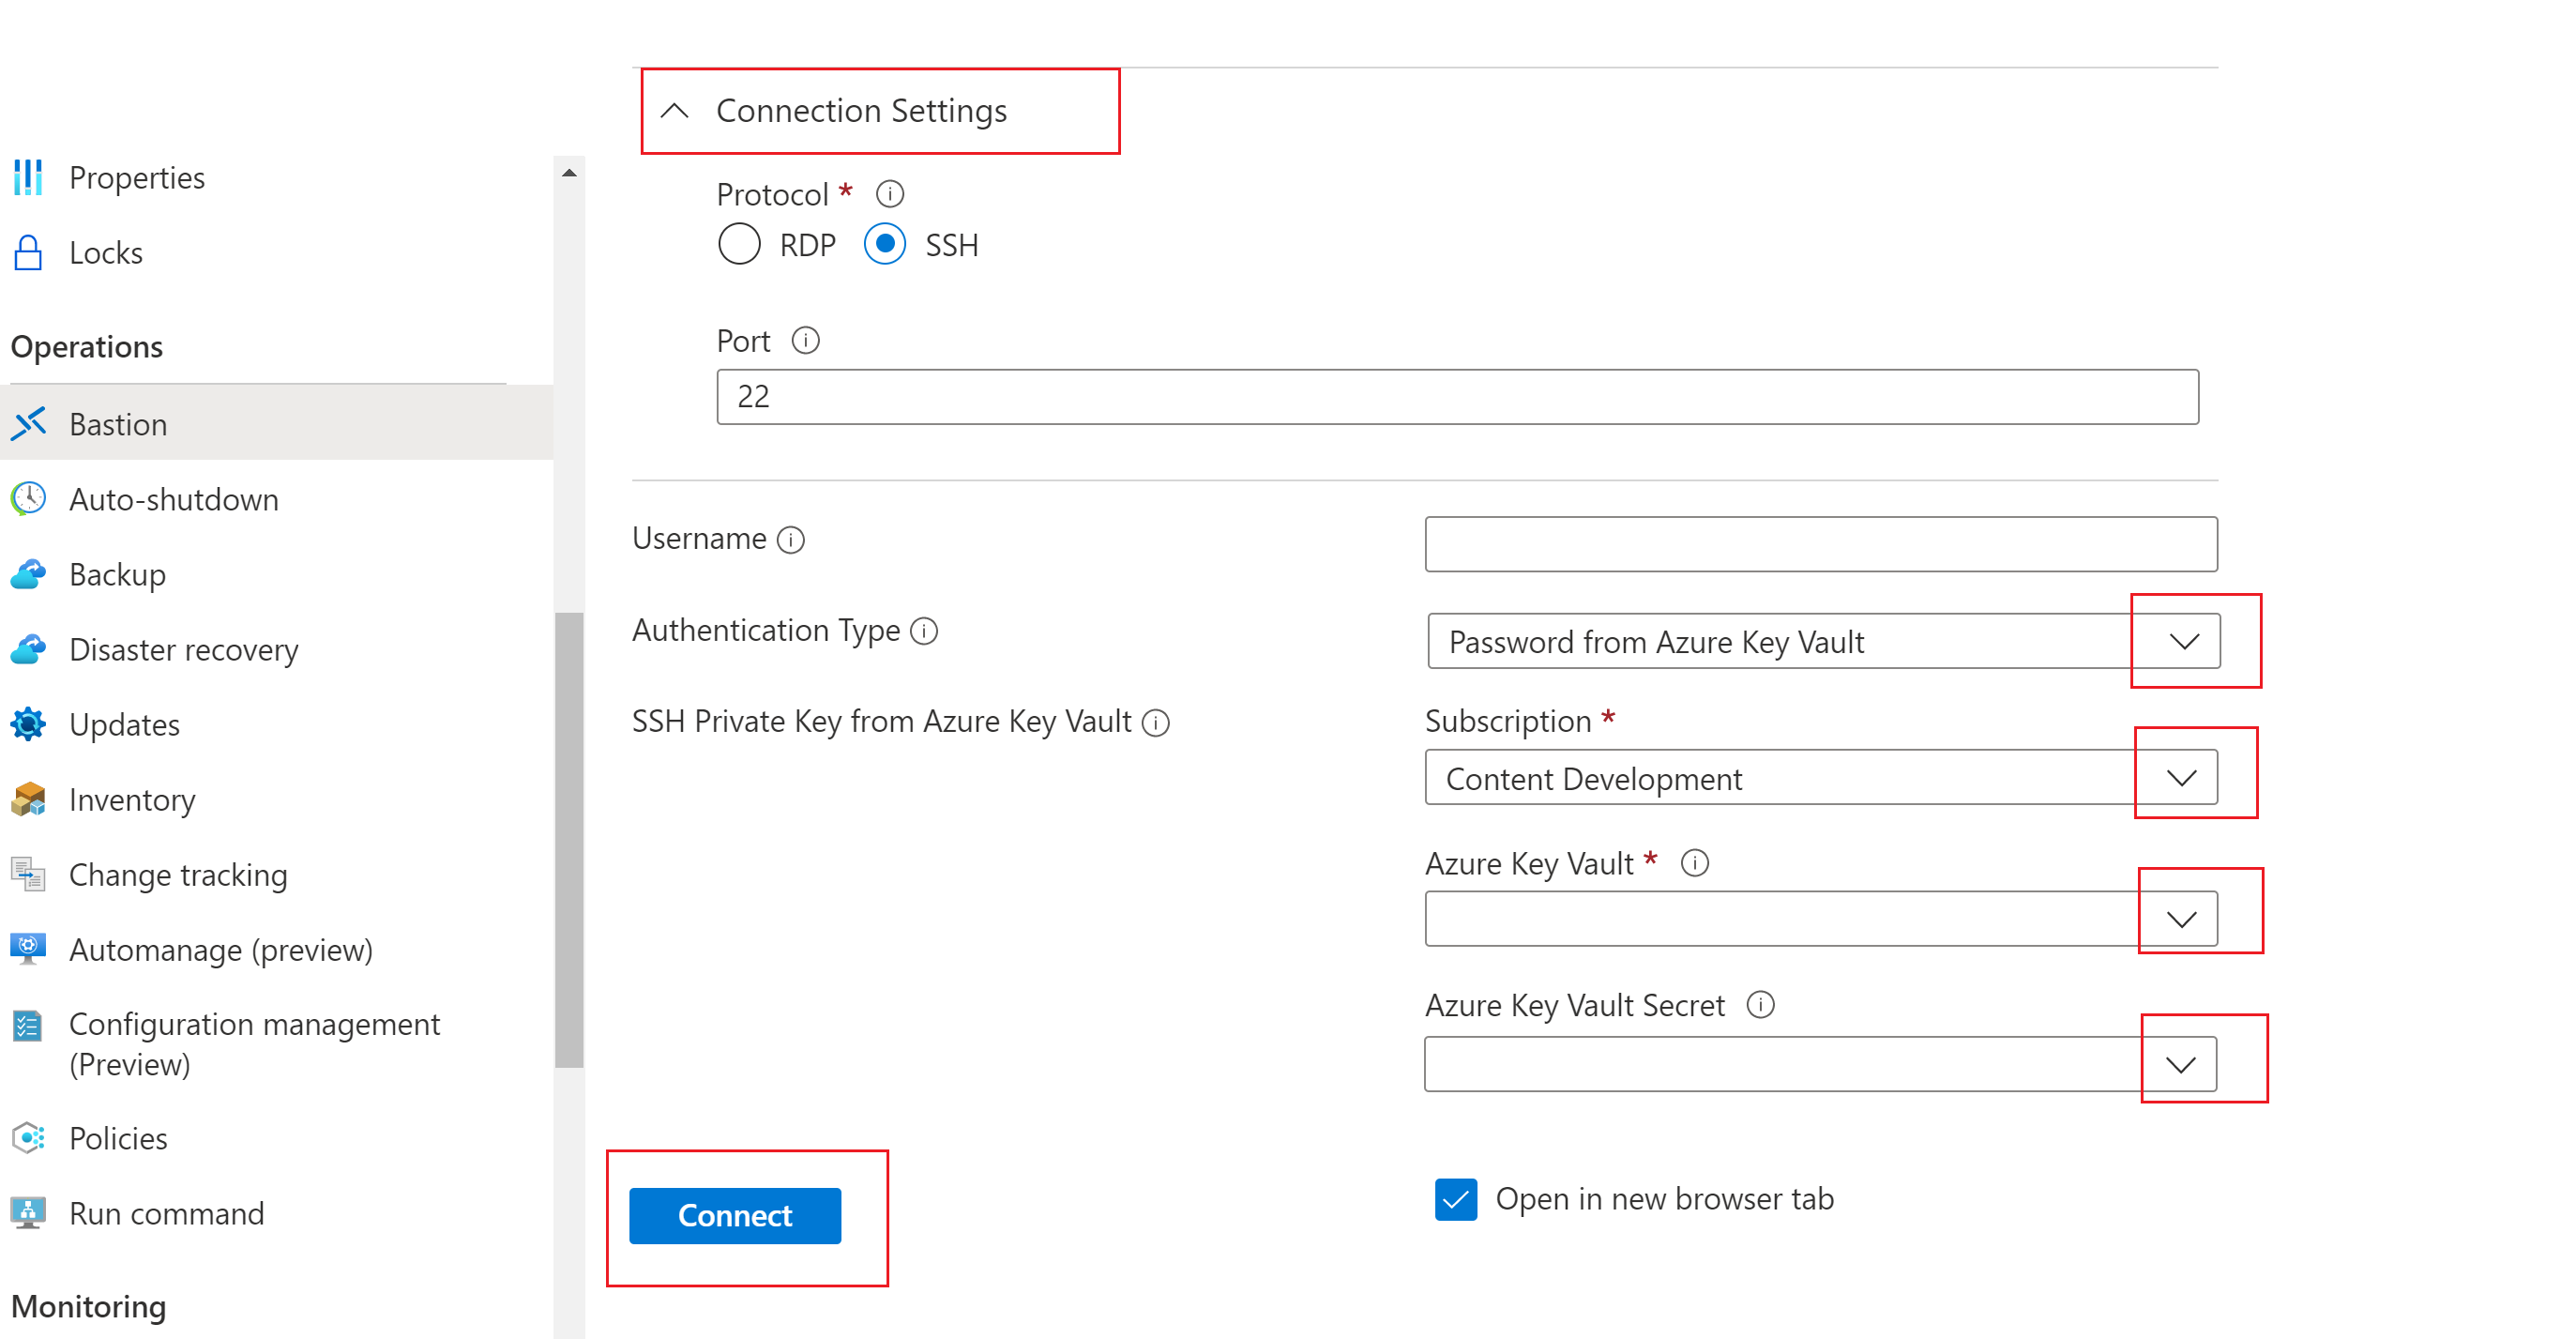 Properties
Locks
Operations
Bastion
Auto-shutdown
Backup
Disaster recovery
Updates
Inventory
Change tracking
Automanage (preview)
Configuration management
(Preview)
Policies
Run command
Monitoring
Connection Settings
Protocol *
RDP SSH
Port
22
Username
Authentication Type
Password from Azure Key Vault
SSH Private Key from Azure Key Vault
Subscription *
Content Development
Azure Key Vault *
Azure Key Vault Secret
Open in new browser tab
Connect